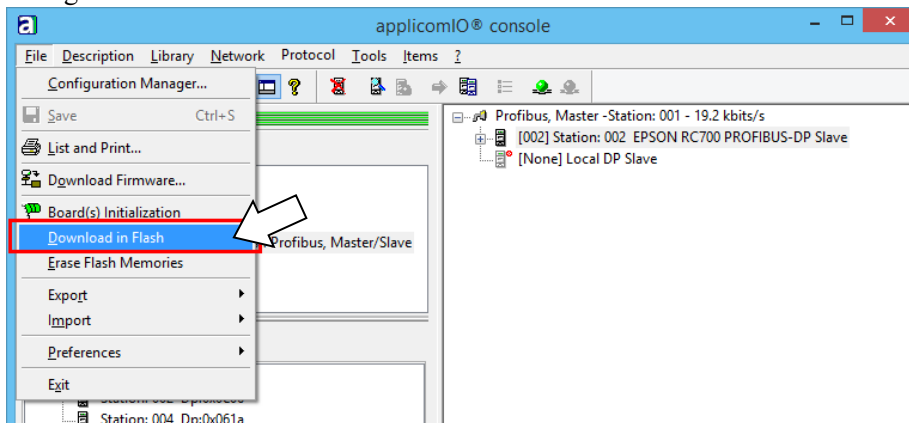 applicomIO® console
File Description Library Network Protocol Tools Items ?
Configuration Manager...
Save Ctrl+S
List and Print...
Download Firmware...
Board(s) Initialization
Download in Flash
Erase Flash Memories
Export
Import
Preferences
Exit
Profibus, Master/Slave
Station: 004 Dp:0x061a
Profibus, Master -Station: 001 - 19.2 kbits/s
[002] Station: 002 EPSON RC700 PROFIBUS-DP Slave
[None] Local DP Slave